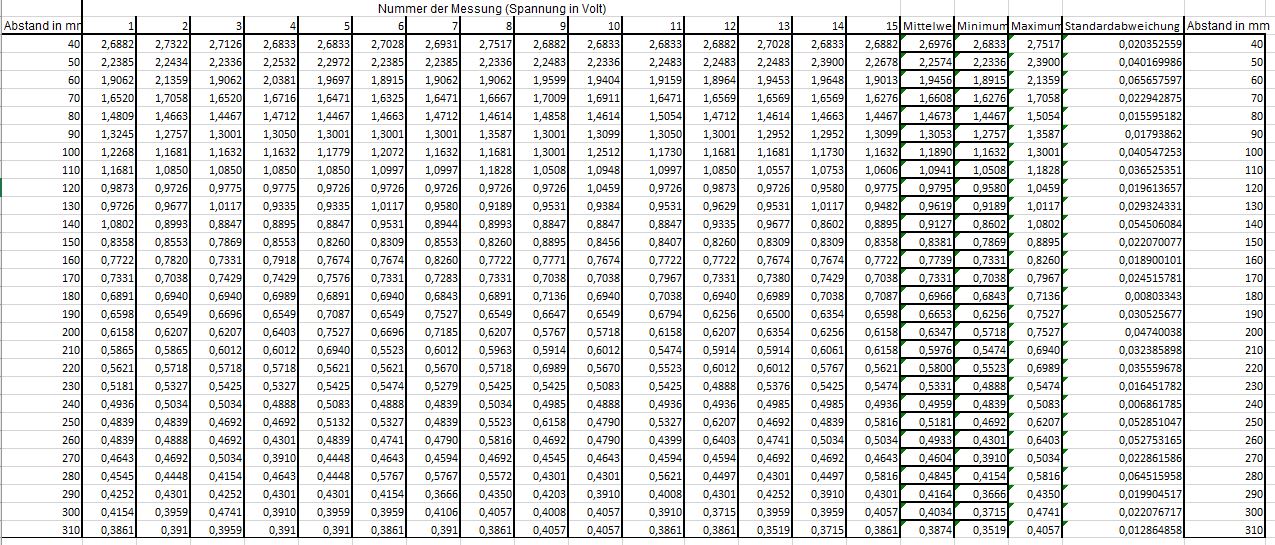 Nummer der Messung (Spannung in Volt)
Abstand in mm 1 2 3 4 5 6 7 8 9 10 11 12 13 14 15 Mittelwe Minimum Maximum Standardabweichung Abstand in mm
40 2,6882 2,7322 2,7126 2,6833 2,6833 2,7028 2,6931 2,7517 2,6882 2,6833 2,6833 2,6882 2,7028 2,6833 2,6882 2,6976 2,6833 2,7517 0,020352559 40
50 2,2385 2,2434 2,2336 2,2532 2,2972 2,2385 2,2385 2,2336 2,2483 2,2336 2,2483 2,2483 2,2483 2,3900 2,2678 2,2574 2,2336 2,3900 0,040169986 50
60 1,9062 2,1359 1,9062 2,0381 1,9697 1,8915 1,9062 1,9062 1,9599 1,9404 1,9159 1,8964 1,9453 1,9648 1,9013 1,9456 1,8915 2,1359 0,065657597 60
70 1,6520 1,7058 1,6520 1,6716 1,6471 1,6325 1,6471 1,6667 1,7009 1,6911 1,6471 1,6569 1,6569 1,6569 1,6276 1,6608 1,6276 1,7058 0,022942875 70
80 1,4809 1,4663 1,4467 1,4712 1,4467 1,4663 1,4712 1,4614 1,4858 1,4614 1,5054 1,4712 1,4614 1,4663 1,4467 1,4673 1,4467 1,5054 0,015595182 80
90 1,3245 1,2757 1,3001 1,3050 1,3001 1,3001 1,3001 1,3587 1,3001 1,3099 1,3050 1,3001 1,2952 1,2952 1,3099 1,3053 1,2757 1,3587 0,01793862 90
100 1,2268 1,1681 1,1632 1,1632 1,1779 1,2072 1,1632 1,1681 1,3001 1,2512 1,1730 1,1681 1,1681 1,1730 1,1632 1,1890 1,1632 1,3001 0,040547253 100
110 1,1681 1,0850 1,0850 1,0850 1,0850 1,0997 1,0997 1,1828 1,0508 1,0948 1,0997 1,0850 1,0557 1,0753 1,0606 1,0941 1,0508 1,1828 0,036525351 110
120 0,9873 0,9726 0,9775 0,9775 0,9726 0,9726 0,9726 0,9726 0,9726 1,0459 0,9726 0,9873 0,9726 0,9580 0,9775 0,9795 0,9580 1,0459 0,019613657 120
130 0,9726 0,9677 1,0117 0,9335 0,9335 1,0117 0,9580 0,9189 0,9531 0,9384 0,9531 0,9629 0,9531 1,0117 0,9482 0,9619 0,9189 1,0117 0,029324331 130
140 1,0802 0,8993 0,8847 0,8895 0,8847 0,9531 0,8944 0,8993 0,8847 0,8847 0,8847 0,9335 0,9677 0,8602 0,8895 0,9127 0,8602 1,0802 0,054506084 140
150 0,8358 0,8553 0,7869 0,8553 0,8260 0,8309 0,8553 0,8260 0,8895 0,8456 0,8407 0,8260 0,8309 0,8309 0,8358 0,8381 0,7869 0,8895 0,022070077 150
160 0,7722 0,7820 0,7331 0,7918 0,7674 0,7674 0,8260 0,7722 0,7771 0,7674 0,7722 0,7722 0,7674 0,7674 0,7722 0,7739 0,7331 0,8260 0,018900101 160
170 0,7331 0,7038 0,7429 0,7429 0,7576 0,7331 0,7283 0,7331 0,7038 0,7038 0,7967 0,7331 0,7380 0,7429 0,7038 0,7331 0,7038 0,7967 0,024515781 170
180 0,6891 0,6940 0,6940 0,6989 0,6891 0,6940 0,6843 0,6891 0,7136 0,6940 0,7038 0,6940 0,6989 0,7038 0,7087 0,6966 0,6843 0,7136 0,00803343 180
190 0,6598 0,6549 0,6696 0,6549 0,7087 0,6549 0,7527 0,6549 0,6647 0,6549 0,6794 0,6256 0,6500 0,6354 0,6598 0,6653 0,6256 0,7527 0,030525677 190
200 0,6158 0,6207 0,6207 0,6403 0,7527 0,6696 0,7185 0,6207 0,5767 0,5718 0,6158 0,6207 0,6354 0,6256 0,6158 0,6347 0,5718 0,7527 0,04740038 200
210 0,5865 0,5865 0,6012 0,6012 0,6940 0,5523 0,6012 0,5963 0,5914 0,6012 0,5474 0,5914 0,5914 0,6061 0,6158 0,5976 0,5474 0,6940 0,032385898 210
220 0,5621 0,5718 0,5718 0,5718 0,5621 0,5621 0,5670 0,5718 0,6989 0,5670 0,5523 0,6012 0,6012 0,5767 0,5621 0,5800 0,5523 0,6989 0,035559678 220
230 0,5181 0,5327 0,5425 0,5327 0,5425 0,5474 0,5279 0,5425 0,5425 0,5083 0,5425 0,4888 0,5376 0,5425 0,5474 0,5331 0,4888 0,5474 0,016451782 230
240 0,4936 0,5034 0,5034 0,4888 0,5083 0,4888 0,4839 0,5034 0,4985 0,4888 0,4936 0,4936 0,4985 0,4985 0,4936 0,4959 0,4839 0,5083 0,006861785 240
250 0,4839 0,4839 0,4692 0,4692 0,5132 0,5327 0,4839 0,5523 0,6158 0,4790 0,5327 0,6207 0,4692 0,4839 0,5816 0,5181 0,4692 0,6207 0,052851047 250
260 0,4839 0,4888 0,4692 0,4301 0,4839 0,4741 0,4790 0,5816 0,4692 0,4790 0,4399 0,6403 0,4741 0,5034 0,5034 0,4933 0,4301 0,6403 0,052753165 260
270 0,4643 0,4692 0,5034 0,3910 0,4448 0,4643 0,4594 0,4692 0,4545 0,4643 0,4594 0,4594 0,4692 0,4692 0,4643 0,4604 0,3910 0,5034 0,022861586 270
280 0,4545 0,4448 0,4154 0,4643 0,4448 0,5767 0,5767 0,5572 0,4301 0,4301 0,5621 0,4497 0,4301 0,4497 0,5816 0,4845 0,4154 0,5816 0,064515958 280
290 0,4252 0,4301 0,4252 0,4301 0,4301 0,4154 0,3666 0,4350 0,4203 0,3910 0,4008 0,4301 0,4252 0,3910 0,4301 0,4164 0,3666 0,4350 0,019904517 290
300 0,4154 0,3959 0,4741 0,3910 0,3959 0,3959 0,4106 0,4057 0,4008 0,4057 0,3910 0,3715 0,3959 0,3959 0,4057 0,4034 0,3715 0,4741 0,022076717 300
310 0,3861 0,391 0,3959 0,391 0,391 0,3861 0,391 0,3861 0,4057 0,4057 0,3861 0,3861 0,3519 0,3715 0,3861 0,3874 0,3519 0,4057 0,012864858 310